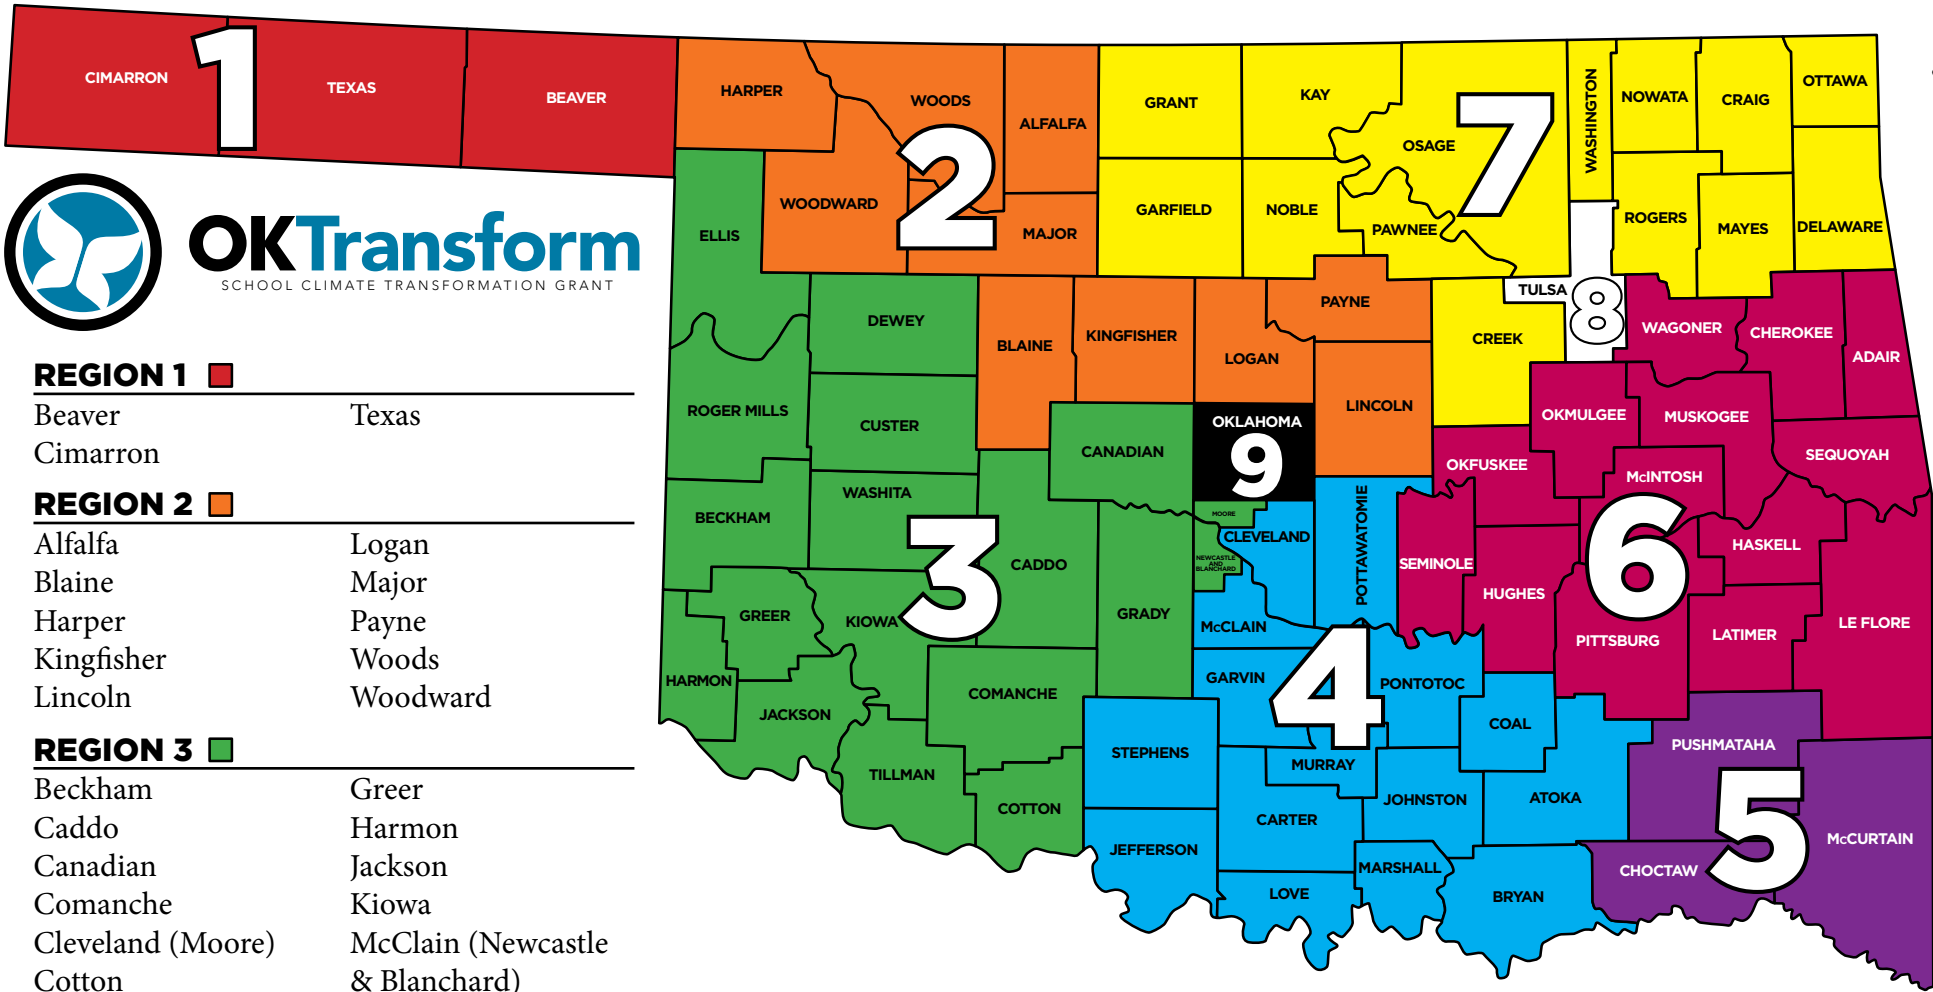 CIMARRON
1
TEXAS
BEAVER
HARPER
WOODS
ALFALFA
2
WOODWARD
MAJOR
GRANT
KAY
OSAGE
7
WASHINGTON
NOWATA
CRAIG
OTTAWA
GARFIELD
NOBLE
PAWNEE
ROGERS
MAYES
DELAWARE
ELLIS
DEWEY
BLAINE
KINGFISHER
LOGAN
PAYNE
LINCOLN
CREEK
TULSA
8
WAGONER
CHEROKEE
ADAIR
ROGER MILLS
CUSTER
CANADIAN
OKLAHOMA
9
OKMULGEE
MUSKOGEE
SEQUOYAH
OKFUSKEE
McINTOSH
BECKHAM
WASHITA
3
CADDO
GRADY
MOORE
CLEVELAND
NEWCASTLE
AND
BLANCHARD
McCLAIN
POTTAWATOMIE
SEMINOLE
HUGHES
6
HASKELL
PITTSBURG
LATIMER
LE FLORE
GREER
KIOWA
HARMON
JACKSON
COMANCHE
TILLMAN
COTTON
GARVIN
4
PONTOTOC
COAL
STEPHENS
MURRAY
JOHNSTON
ATOKA
CARTER
JEFFERSON
LOVE
MARSHALL
BRYAN
PUSHMATAHA
5
CHOCTAW
McCURTAIN
OKTransform
SCHOOL CLIMATE TRANSFORMATION GRANT
REGION 1
Beaver
Cimarron
Texas
REGION 2
Alfalfa
Blaine
Harper
Kingfisher
Lincoln
Logan
Major
Payne
Woods
Woodward
REGION 3
Beckham
Caddo
Canadian
Comanche
Cleveland (Moore)
Cotton
Greer
Harmon
Jackson
Kiowa
McClain (Newcastle
& Blanchard)